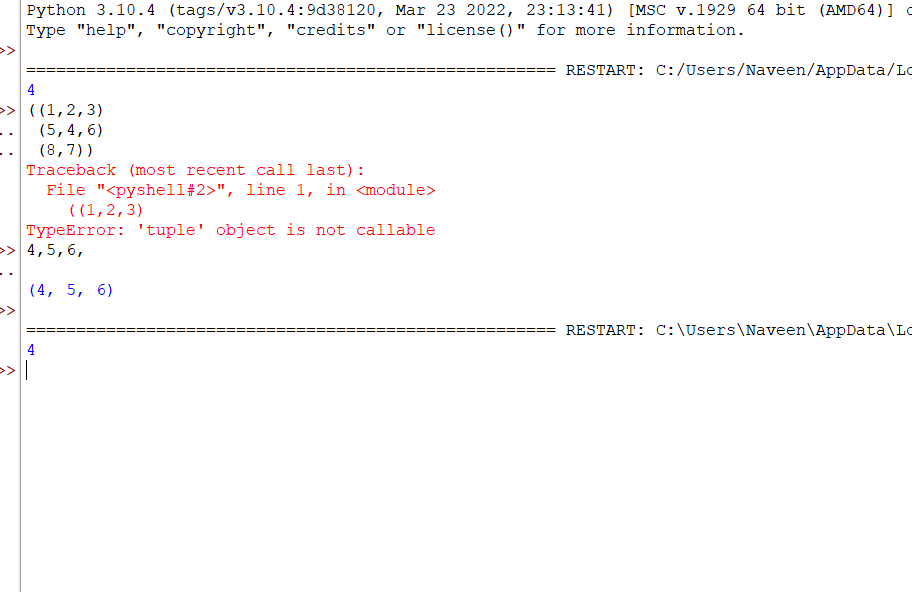 Python 3.10.4 (tags/v3.10.4:9d38120, Mar 23 2022, 23:13:41) [MSC v.1929 64 bit (AMD64)]
Type "help", "copyright", "credits" or "license()" for more information.
>>
===================================================== RESTART: C:/Users/Naveen/AppData/Lo
4
>> ((1,2,3)
.. (5,4,6)
.. (8,7))
Traceback (most recent call last):
File "<pyshell#2>", line 1, in <module>
((1,2,3)
TypeError: 'tuple' object is not callable
>> 4,5,6,
..
(4, 5, 6)
>>
===================================================== RESTART: C:\Users\Naveen\AppData\Lo
4
>>